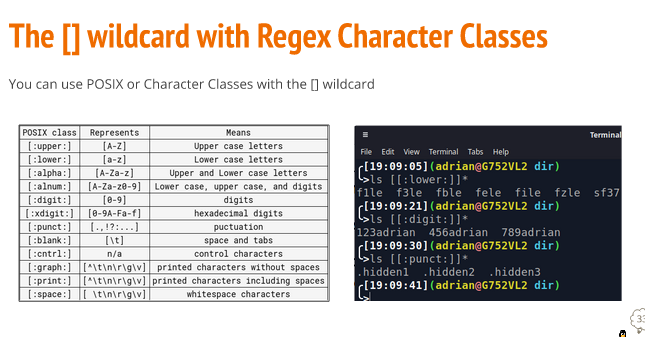 The [] wildcard with Regex Character Classes
You can use POSIX or Character Classes with the [] wildcard
POSIX class Represents Means
[:upper:] [A-Z] Upper case letters
[:lower:] [a-z] Lower case letters
[:alpha:] [A-Za-z] Upper and Lower case letters
[:alnum:] [A-Za-z0-9] Lower case, upper case, and digits
[:digit:] [0-9] digits
[:xdigit:] [0-9A-Fa-f] hexadecimal digits
[:punct:] [.,!?:...] puctuation
[:blank:] [\t] space and tabs
[:cntrl:] n/a control characters
[:graph:] [^\t\n\r\g\v] printed characters without spaces
[:print:] [^\t\n\r\g\v] printed characters including spaces
[:space:] [ \t\n\r\g\v] whitespace characters
Terminal
File Edit View Terminal Tabs Help
[19:09:05](adrian@G752VL2 dir)
>ls [[:lower:]]*
f1le f3le fble fele file fzle sf37
[19:09:21](adrian@G752VL2 dir)
>ls [[:digit:]]*
123adrian 456adrian 789adrian
[19:09:30](adrian@G752VL2 dir)
>ls [[:punct:]]*
.hidden1 .hidden2 .hidden3
[19:09:41](adrian@G752VL2 dir)
>